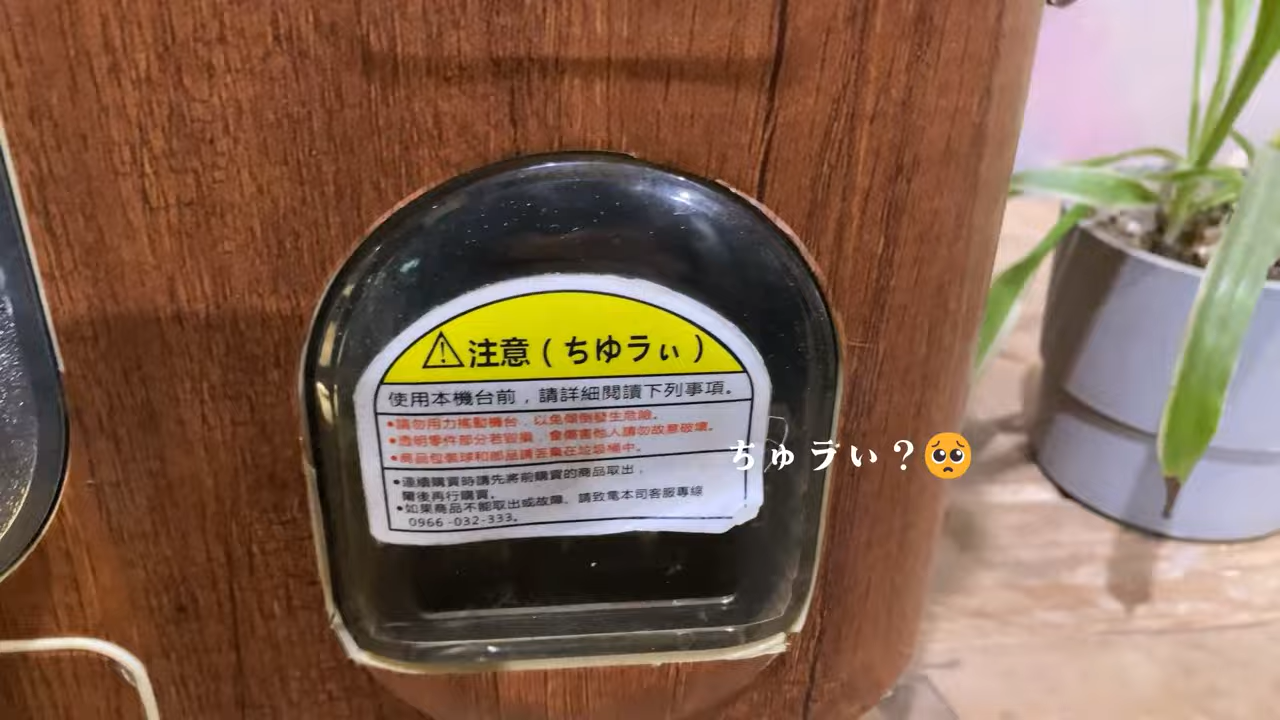 注意(ちゆラぃ)
使用本機台前，請詳細閱讀下列事項。
•請勿用力搖動機台，以免傾倒發生危險。
•透明零件部分若毀損，會傷害他人請勿故意破壞。
•商品包裝球和部品請丟棄在垃圾桶中。
•連續購買時請先將前購買的商品取出，
爾後再行購買。
•如果商品不能取出或故障、請致電本司客服專線
0966-032-333。
ちゅヺぃ？🥺